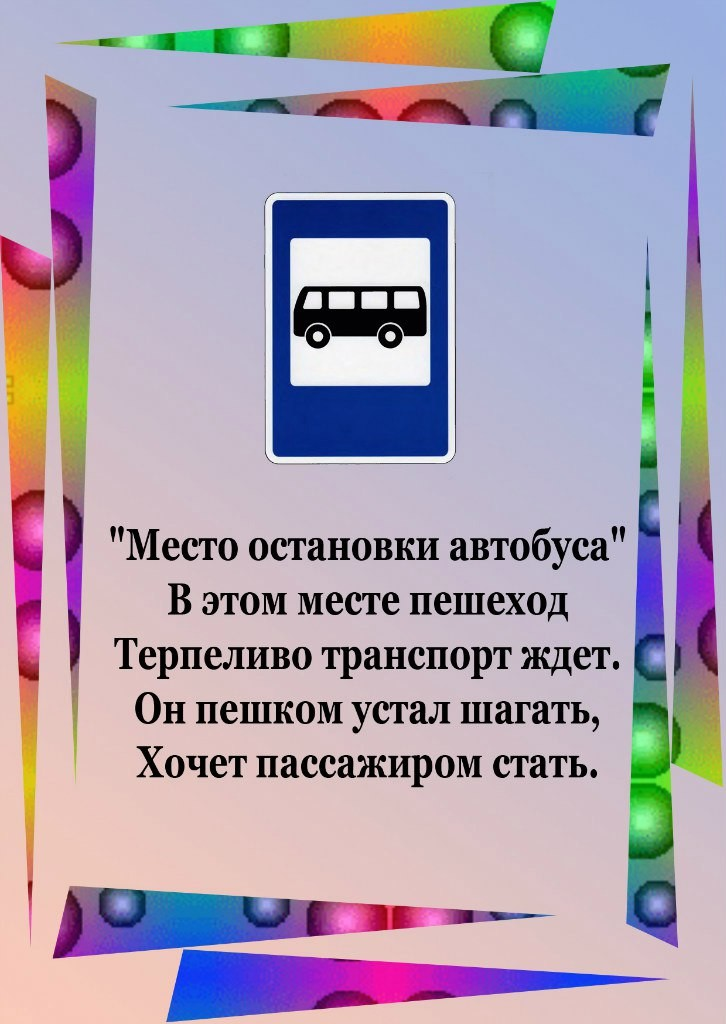 "Место остановки автобуса"
В этом месте пешеход
Терпеливо транспорт ждет.
Он пешком устал шагать,
Хочет пассажиром стать.